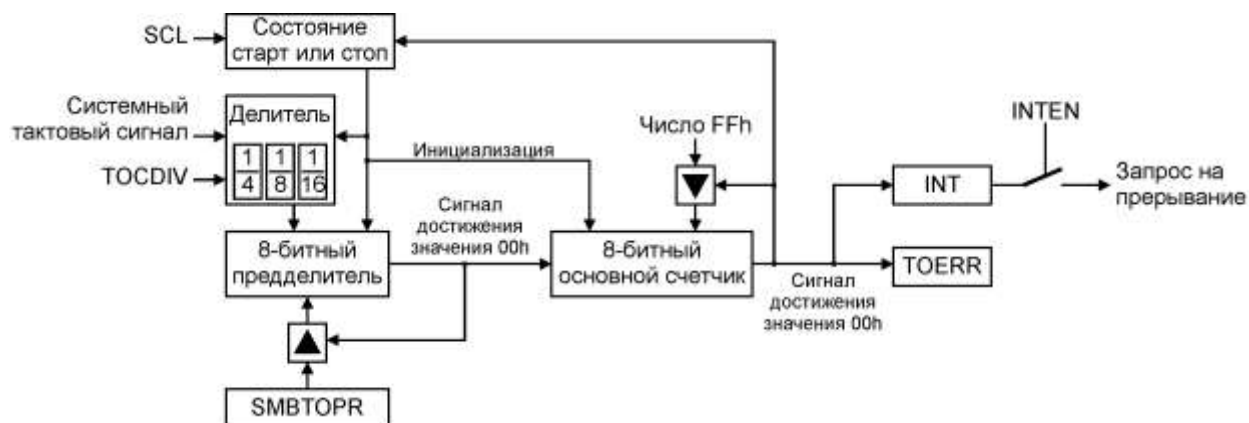 SCL
Состояние
старт или стоп
Системный
тактовый сигнал
TOCDIV
Делитель
1 1 1
4 8 16
Инициализация
Число FFh
INTEN
INT
Запрос на
прерывание
Сигнал
достижения
значения 00h
8-битный
предделитель
8-битный
основной счетчик
TOERR
Сигнал
достижения
значения 00h
SMBTOPR